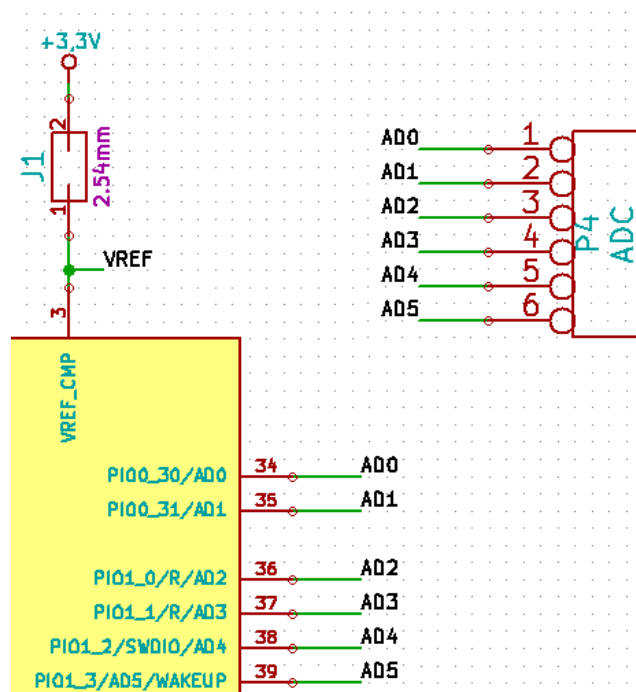 +3,3V
2
J1
2.54mm
1
VREF
3
VREF_CMP
AD0 1
AD1 2
AD2 3
AD3 4
AD4 5
AD5 6
P4
ADC
PIO0_30/AD0 34 AD0
PIO0_31/AD1 35 AD1
PIO1_0/R/AD2 36 AD2
PIO1_1/R/AD3 37 AD3
PIO1_2/SWDIO/AD4 38 AD4
PIO1_3/AD5/WAKEUP 39 AD5